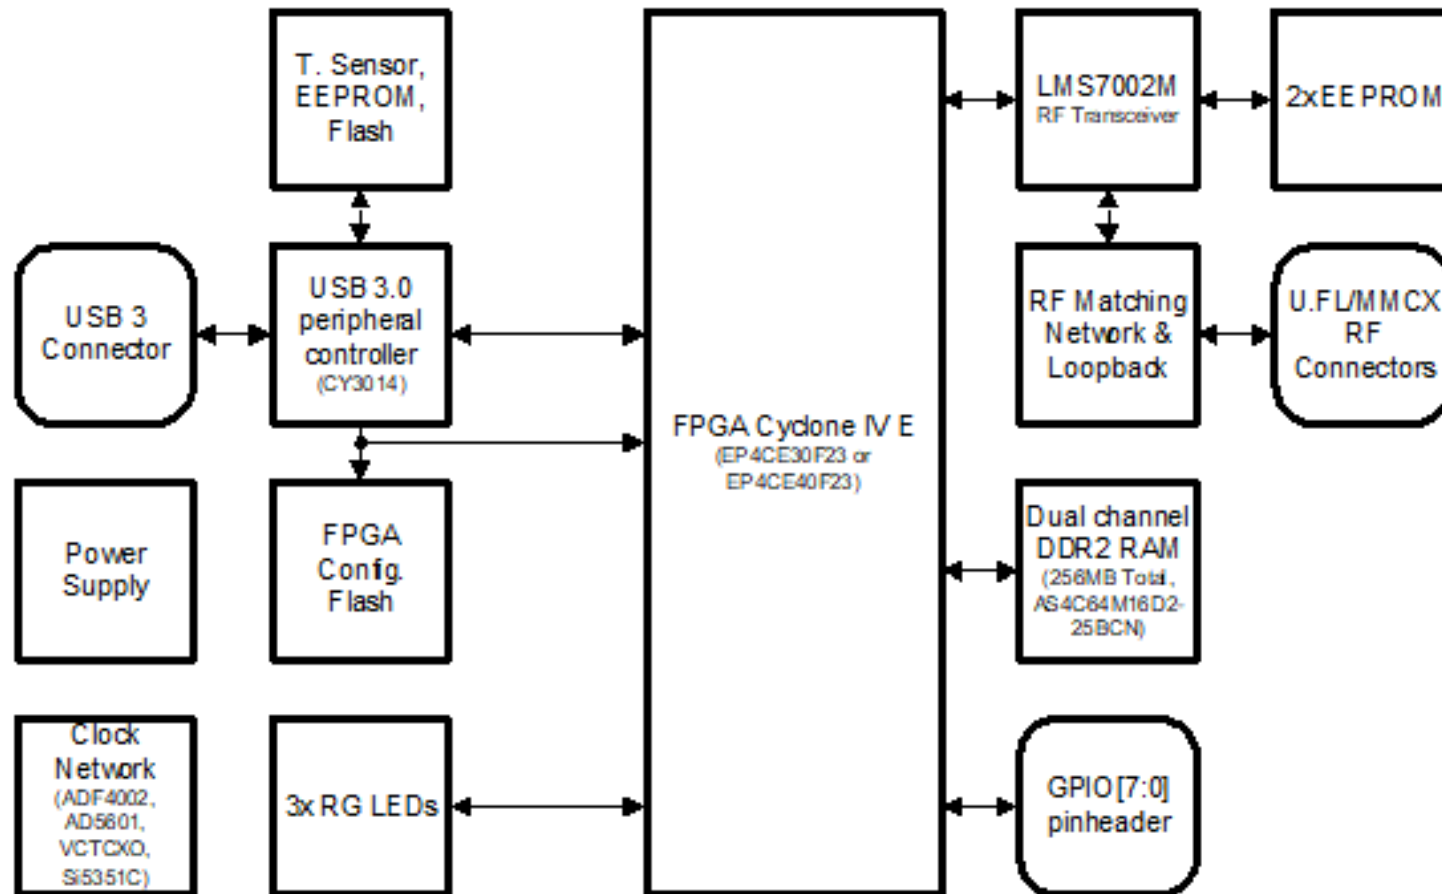 T. Sensor,
EEPROM,
Flash
LMS7002M
RF Transceiver
2xEEPROM
USB 3
Connector
USB 3.0
peripheral
controller
(CY3014)
RF Matching
Network &
Loopback
U.FL/MMCX
RF
Connectors
FPGA Cyclone IV E
(EP4CE30F23 or
EP4CE40F23)
Power
Supply
FPGA
Config.
Flash
Dual channel
DDR2 RAM
(256MB Total,
AS4C64M16D2-
25BCN)
Clock
Network
(ADF4002,
AD5601,
VCTCXO,
Si5351C)
3x RG LEDs
GPIO[7:0]
pinheader